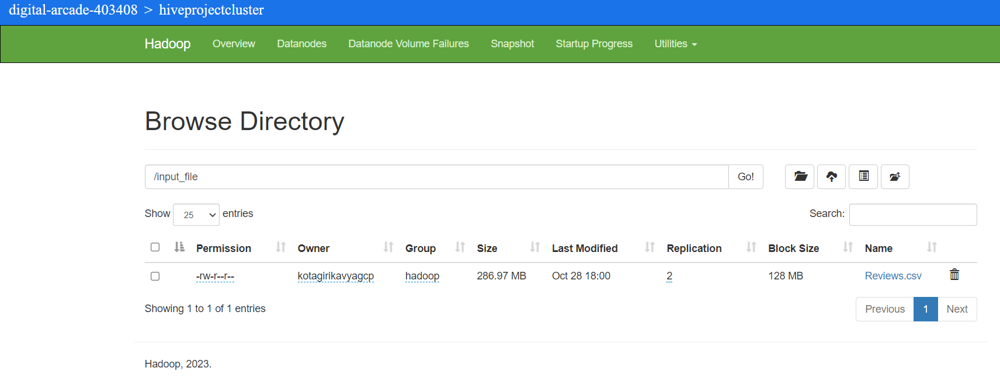 digital-arcade-403408 > hiveprojectcluster
Hadoop Overview Datanodes Datanode Volume Failures Snapshot Startup Progress Utilities
Browse Directory
/input_file Go!
Show 25 entries Search:
Permission Owner Group Size Last Modified Replication Block Size Name
-rw-r--r-- kotagirikavyagcp hadoop 286.97 MB Oct 28 18:00 2 128 MB Reviews.csv
Showing 1 to 1 of 1 entries Previous 1 Next
Hadoop, 2023.